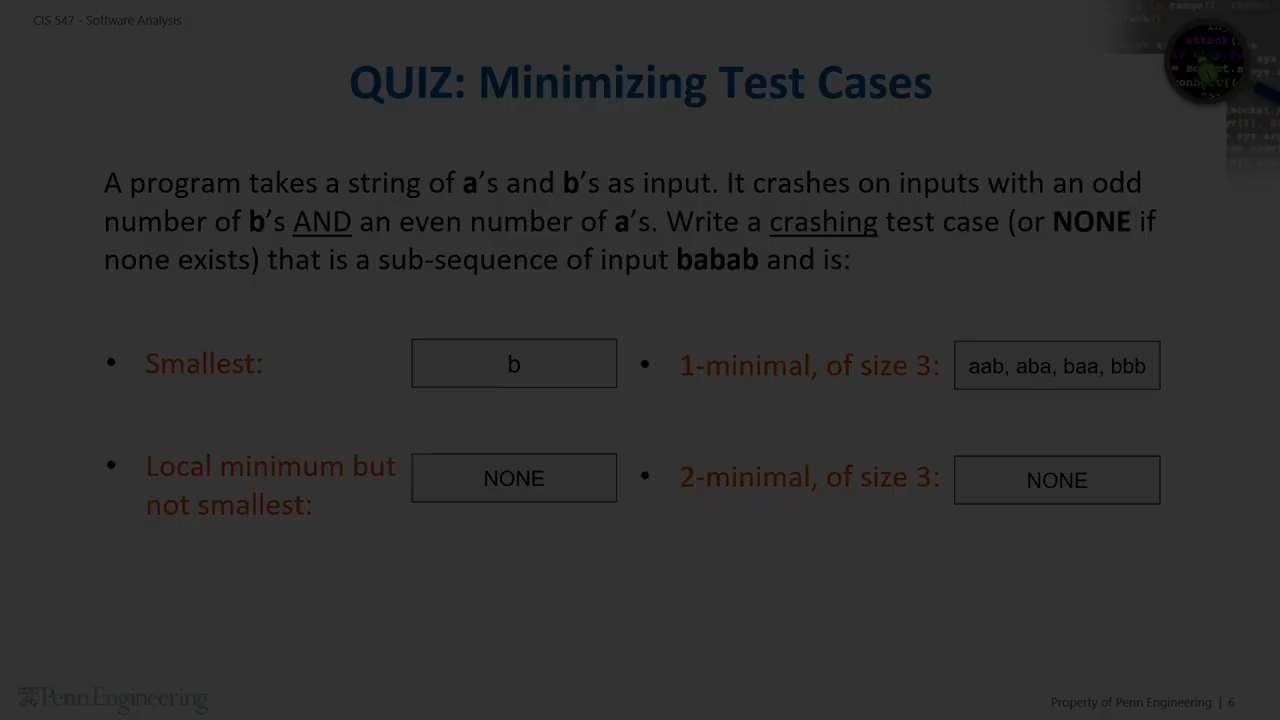 CIS 547 - Software Analysis
QUIZ: Minimizing Test Cases
A program takes a string of a's and b's as input. It crashes on inputs with an odd
number of b's AND an even number of a's. Write a crashing test case (or NONE if
none exists) that is a sub-sequence of input babab and is:
• Smallest:
b
• 1-minimal, of size 3:
aab, aba, baa, bbb
• Local minimum but
not smallest:
NONE
• 2-minimal, of size 3:
NONE
Penn Engineering
Property of Penn Engineering | 6